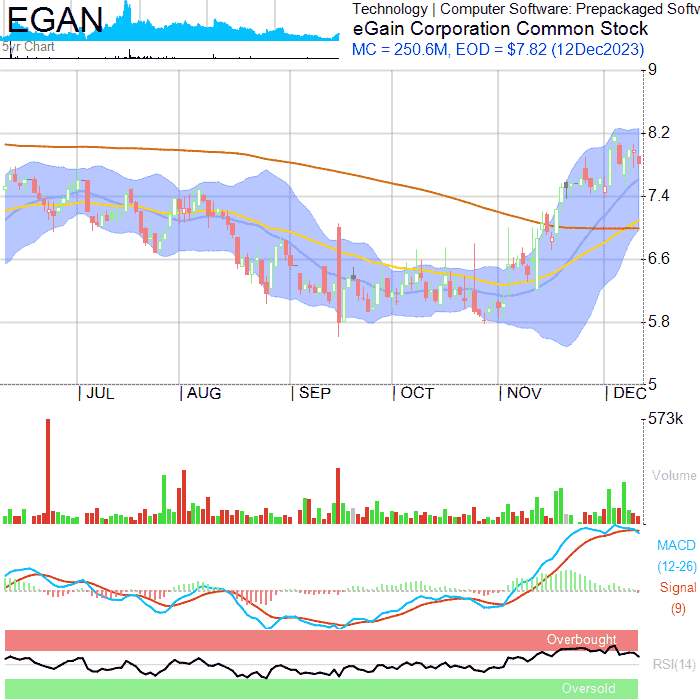 EGAN
5yr Chart
Technology | Computer Software: Prepackaged Softw
eGain Corporation Common Stock
MC = 250.6M, EOD = $7.82 (12Dec2023)
9
8.2
7.4
6.6
5.8
5
JUL
AUG
SEP
OCT
NOV
DEC
573k
Volume
MACD
(12-26)
Signal
(9)
Overbought
RSI(14)
Oversold